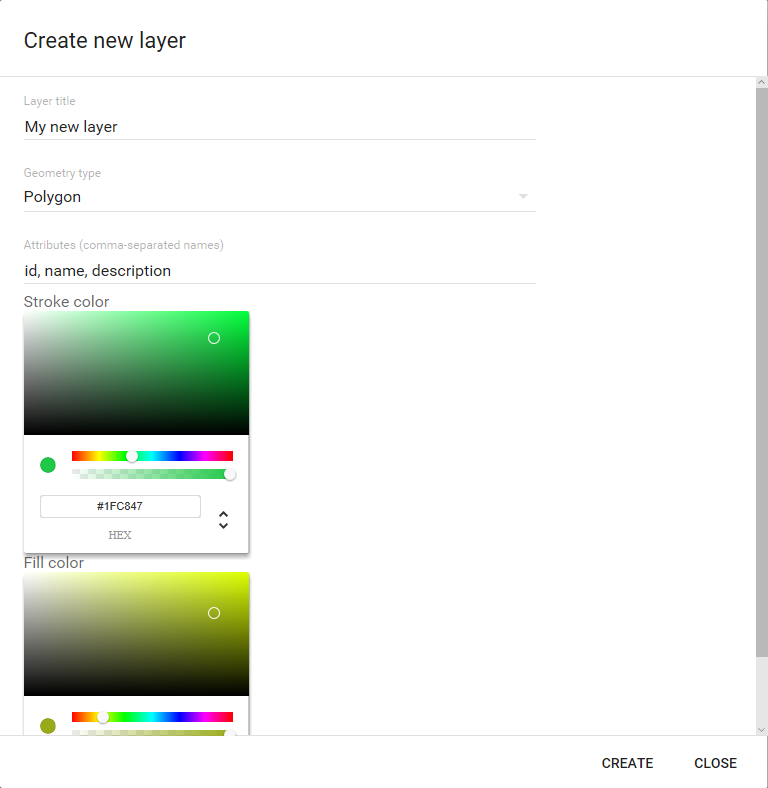 Create new layer
Layer title
My new layer
Geometry type
Polygon
Attributes (comma-separated names)
id, name, description
Stroke color
#1FC847
HEX
Fill color
CREATE CLOSE